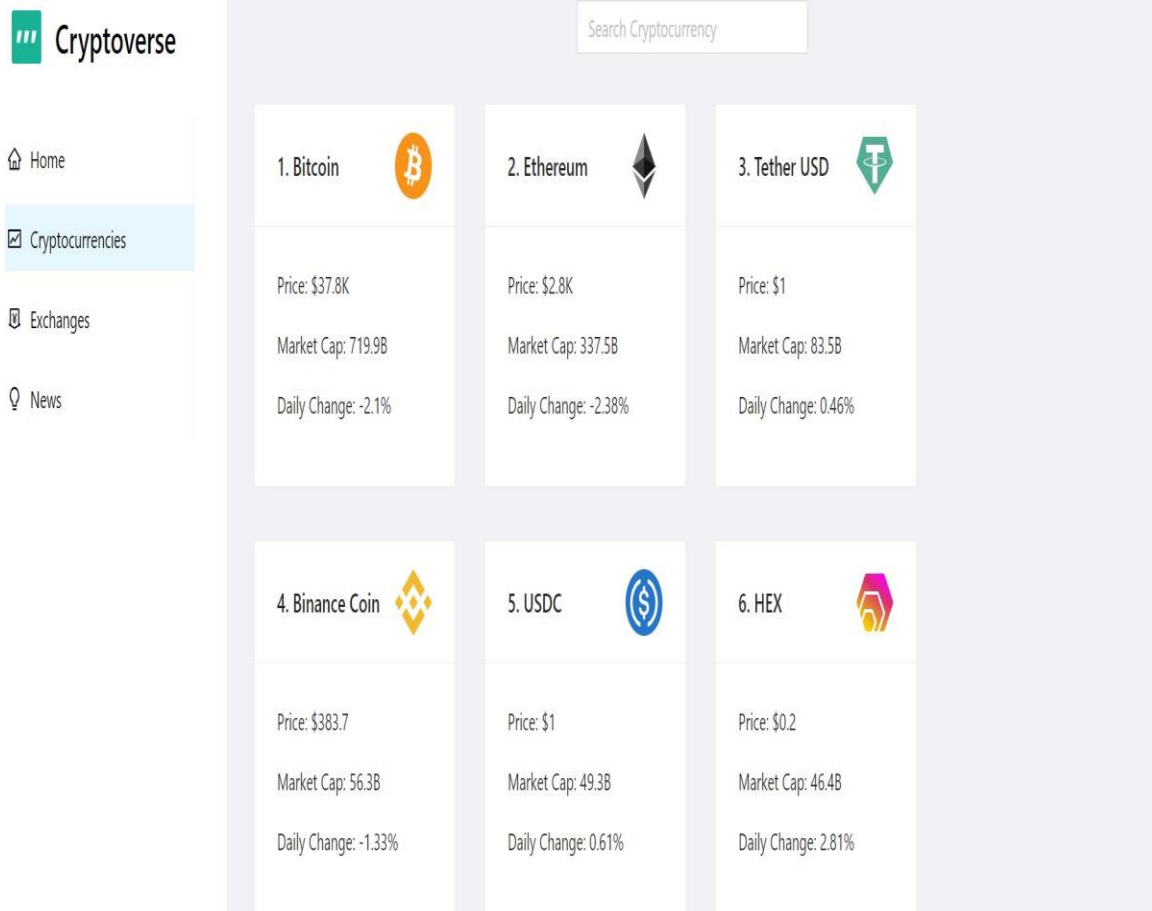 Cryptoverse
Search Cryptocurrency
Home
Cryptocurrencies
Exchanges
News
1. Bitcoin
Price: $37.8K
Market Cap: 719.9B
Daily Change: -2.1%
2. Ethereum
Price: $2.8K
Market Cap: 337.5B
Daily Change: -2.38%
3. Tether USD
Price: $1
Market Cap: 83.5B
Daily Change: 0.46%
4. Binance Coin
Price: $383.7
Market Cap: 56.3B
Daily Change: -1.33%
5. USDC
Price: $1
Market Cap: 49.3B
Daily Change: 0.61%
6. HEX
Price: $0.2
Market Cap: 46.4B
Daily Change: 2.81%